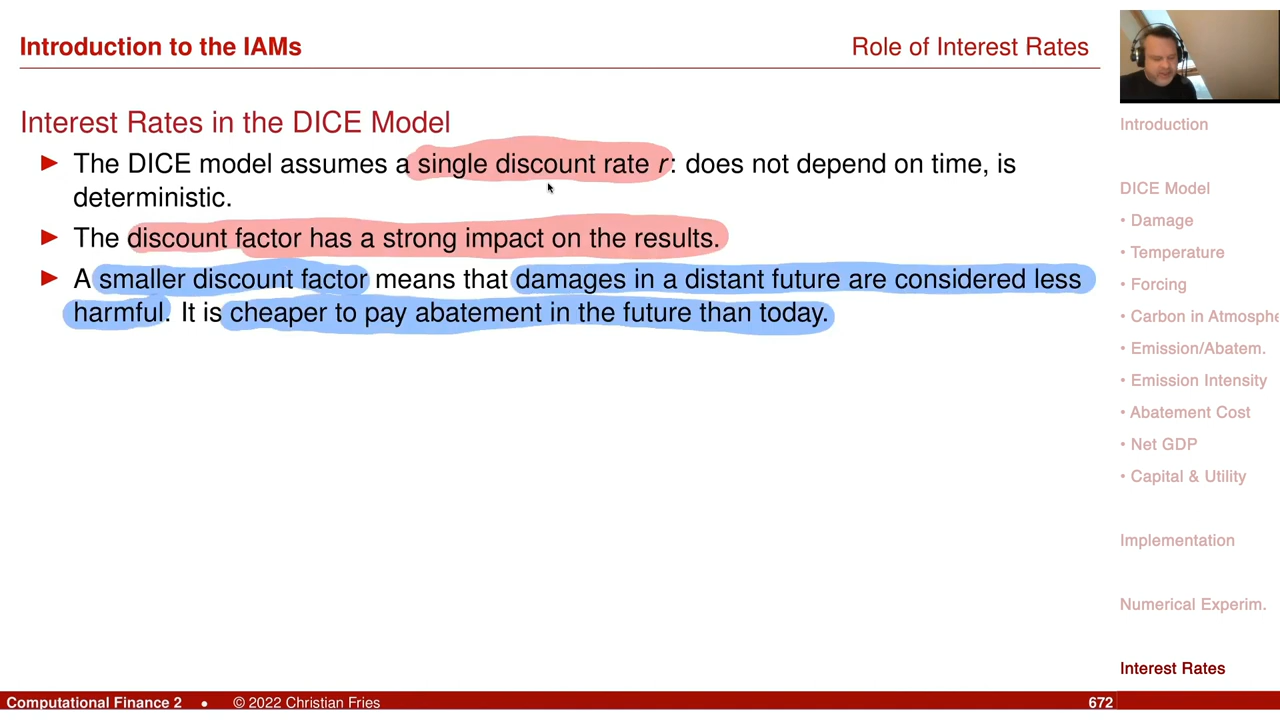 Introduction to the IAMs
Role of Interest Rates
Interest Rates in the DICE Model
The DICE model assumes a single discount rate r: does not depend on time, is
deterministic.
The discount factor has a strong impact on the results.
A smaller discount factor means that damages in a distant future are considered less
harmful. It is cheaper to pay abatement in the future than today.
Introduction
DICE Model
• Damage
• Temperature
• Forcing
• Carbon in Atmosphe
• Emission/Abatem.
• Emission Intensity
• Abatement Cost
• Net GDP
• Capital & Utility
Implementation
Numerical Experim.
Interest Rates
Computational Finance 2 • © 2022 Christian Fries 672